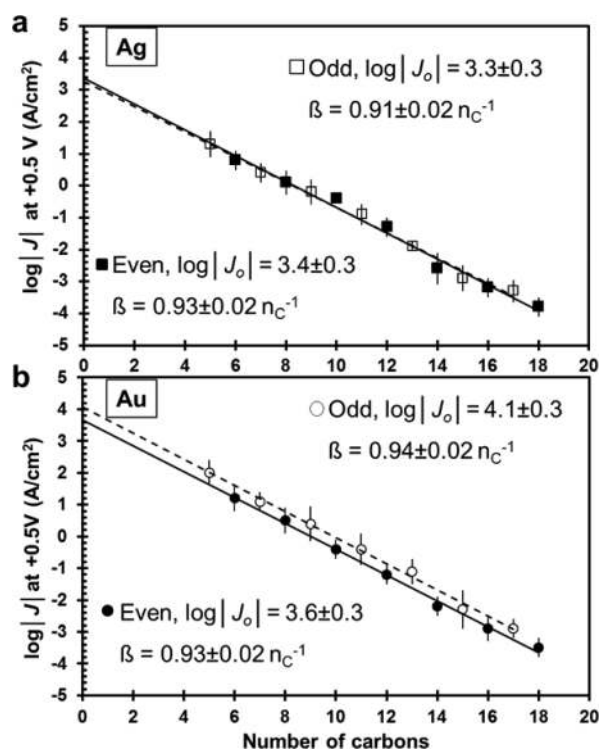 a
Ag
Odd, log|Jo| = 3.3±0.3
ß = 0.91±0.02 nC-1
Even, log|Jo| = 3.4±0.3
ß = 0.93±0.02 nC-1
log|J| at +0.5 V (A/cm2)
5
4
3
2
1
0
-1
-2
-3
-4
-5
0 2 4 6 8 10 12 14 16 18 20
b
Au
Odd, log|Jo| = 4.1±0.3
ß = 0.94±0.02 nC-1
Even, log|Jo| = 3.6±0.3
ß = 0.93±0.02 nC-1
log|J| at +0.5V (A/cm2)
5
4
3
2
1
0
-1
-2
-3
-4
-5
0 2 4 6 8 10 12 14 16 18 20
Number of carbons